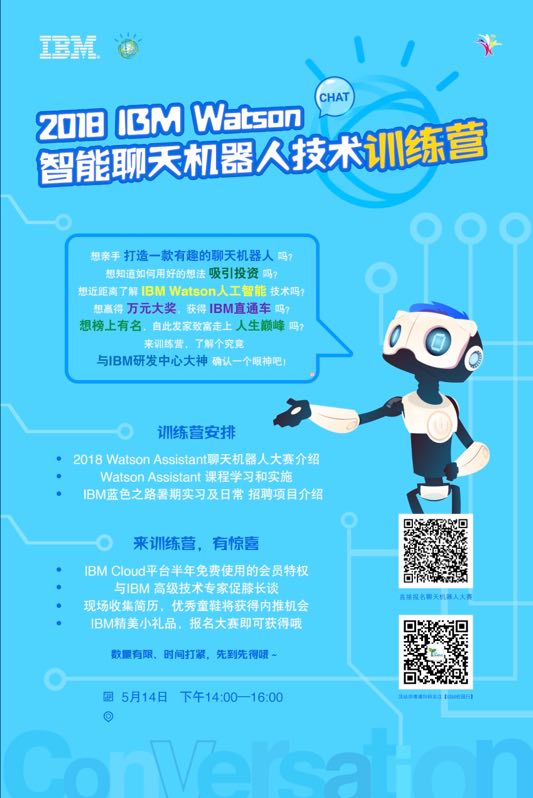 IBM
CHAT
2018 IBM Watson
智能聊天机器人技术训练营
想亲手 打造一款有趣的聊天机器人 吗?
想知道如何用好的想法 吸引投资 吗?
想近距离了解 IBM Watson人工智能 技术吗?
想赢得 万元大奖，获得 IBM直通车 吗?
想榜上有名，自此发家致富走上 人生巅峰 吗?
来训练营，了解个究竟
与IBM研发中心大神 确认一个眼神吧!
训练营安排
• 2018 Watson Assistant聊天机器人大赛介绍
• Watson Assistant 课程学习和实施
• IBM蓝色之路暑期实习及日常 招聘项目介绍
来训练营，有惊喜
• IBM Cloud平台半年免费使用的会员特权
• 与IBM 高级技术专家促膝长谈
• 现场收集简历，优秀童鞋将获得内推机会
• IBM精美小礼品，报名大赛即可获得哦
数量有限，时间打紧，先到先得哦~
5月14日 下午14:00—16:00
直接报名聊天机器人大赛
Conversation